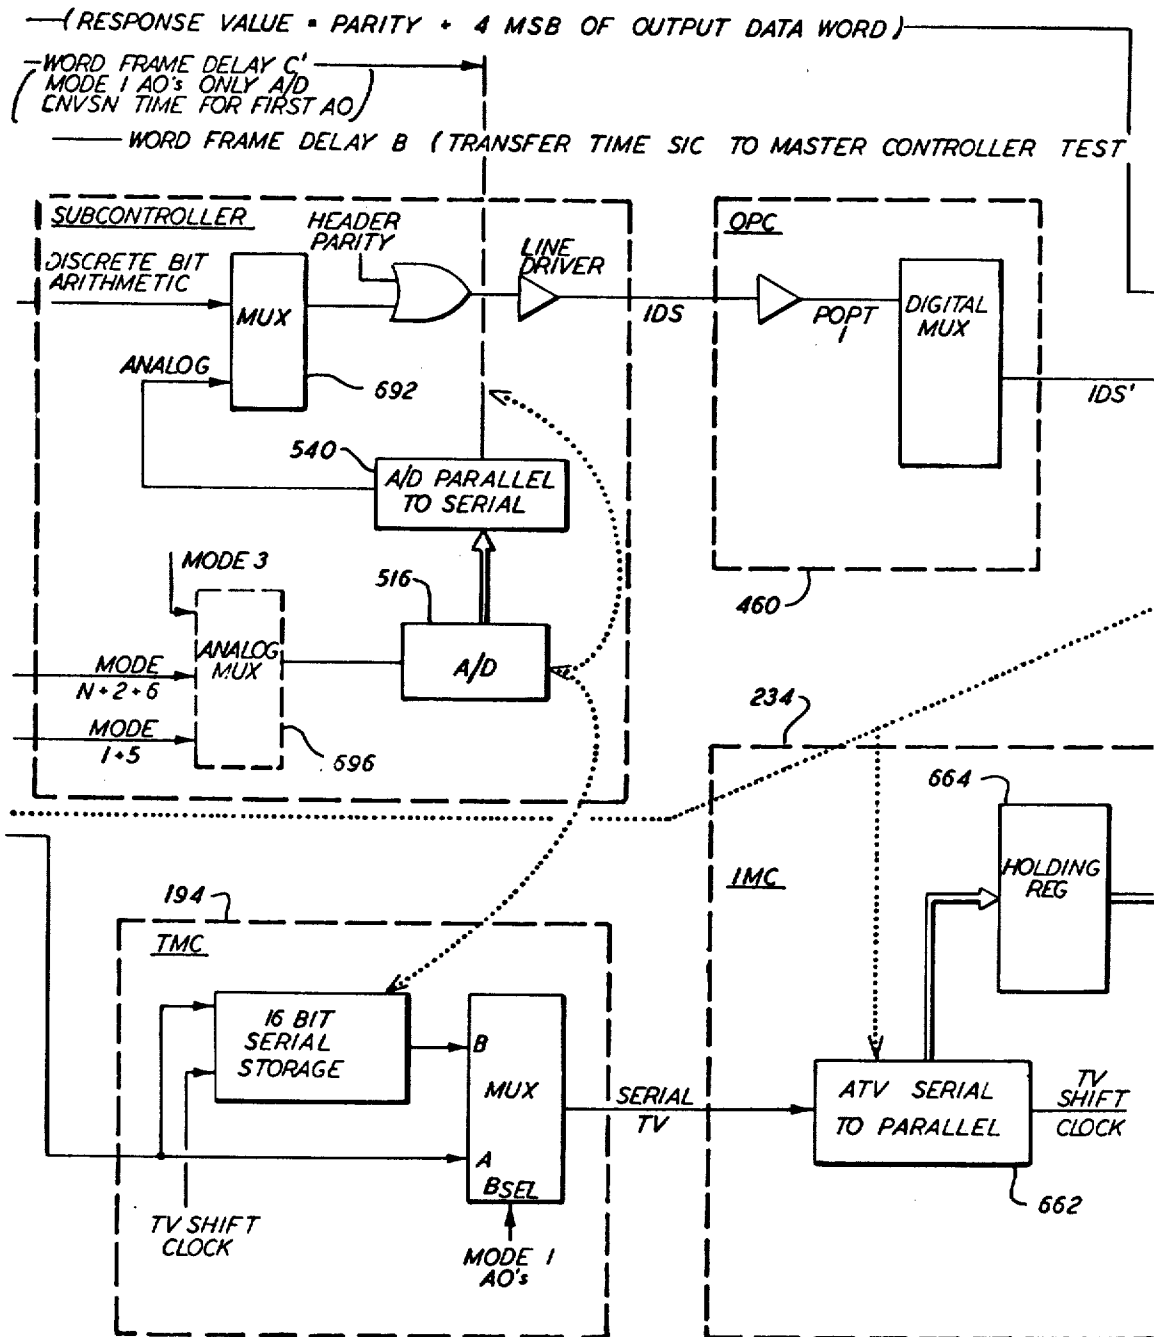 (RESPONSE VALUE = PARITY + 4 MSB OF OUTPUT DATA WORD)
WORD FRAME DELAY C'
(MODE 1 AO's ONLY A/D
CNVSN TIME FOR FIRST AO)
WORD FRAME DELAY B (TRANSFER TIME SIC TO MASTER CONTROLLER TEST
SUBCONTROLLER
HEADER
PARITY
LINE
DRIVER
OPC
DISCRETE BIT
ARITHMETIC
MUX
IDS
POPT
1
DIGITAL
MUX
IDS'
ANALOG
692
540
A/D PARALLEL
TO SERIAL
MODE 3
516
460
ANALOG
MUX
A/D
MODE
N+2+6
MODE
1+5
696
234
664
HOLDING
REG
IMC
194
TMC
16 BIT
SERIAL
STORAGE
B
MUX
A
BSEL
SERIAL
TV
ATV SERIAL
TO PARALLEL
TV
SHIFT
CLOCK
662
TV SHIFT
CLOCK
MODE 1
AO's